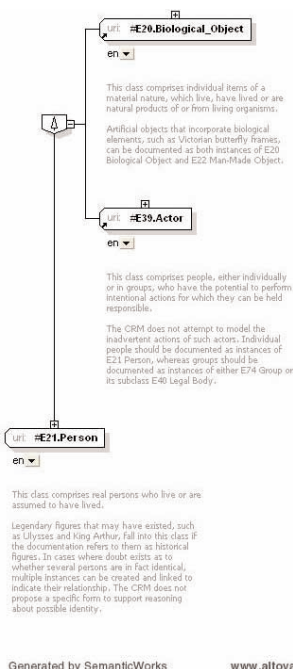 uri: #E20.Biological_Object
en
This class comprises individual items of a
material nature, which live, have lived or are
natural products of or from living organisms.
Artificial objects that incorporate biological
elements, such as Victorian butterfly frames,
can be documented as both instances of E20
Biological Object and E22 Man-Made Object.
uri: #E39.Actor
en
This class comprises people, either individually
or in groups, who have the potential to perform
intentional actions for which they can be held
responsible.
The CRM does not attempt to model the
inadvertent actions of such actors. Individual
people should be documented as instances of
E21 Person, whereas groups should be
documented as instances of either E74 Group or
its subclass E40 Legal Body.
uri: #E21.Person
en
This class comprises real persons who live or are
assumed to have lived.
Legendary figures that may have existed, such
as Ulysses and King Arthur, fall into this class if
the documentation refers to them as historical
figures. In cases where doubt exists as to
whether several persons are in fact identical,
multiple instances can be created and linked to
indicate their relationship. The CRM does not
propose a specific form to support reasoning
about possible identity.
Generated by SemanticWorks
www.altova